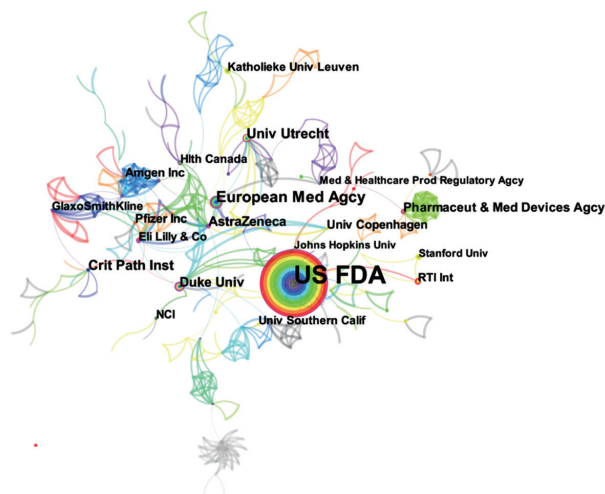 Katholieke Univ Leuven
Univ Utrecht
Hlth Canada
Amgen Inc
Med & Healthcare Prod Regulatory Agcy
European Med Agcy
GlaxoSmithKline
Pharmaceut & Med Devices Agcy
Pfizer Inc
AstraZeneca
Univ Copenhagen
Eli Lilly & Co
Johns Hopkins Univ
Stanford Univ
Crit Path Inst
US FDA
RTI Int
Duke Univ
NCI
Univ Southern Calif